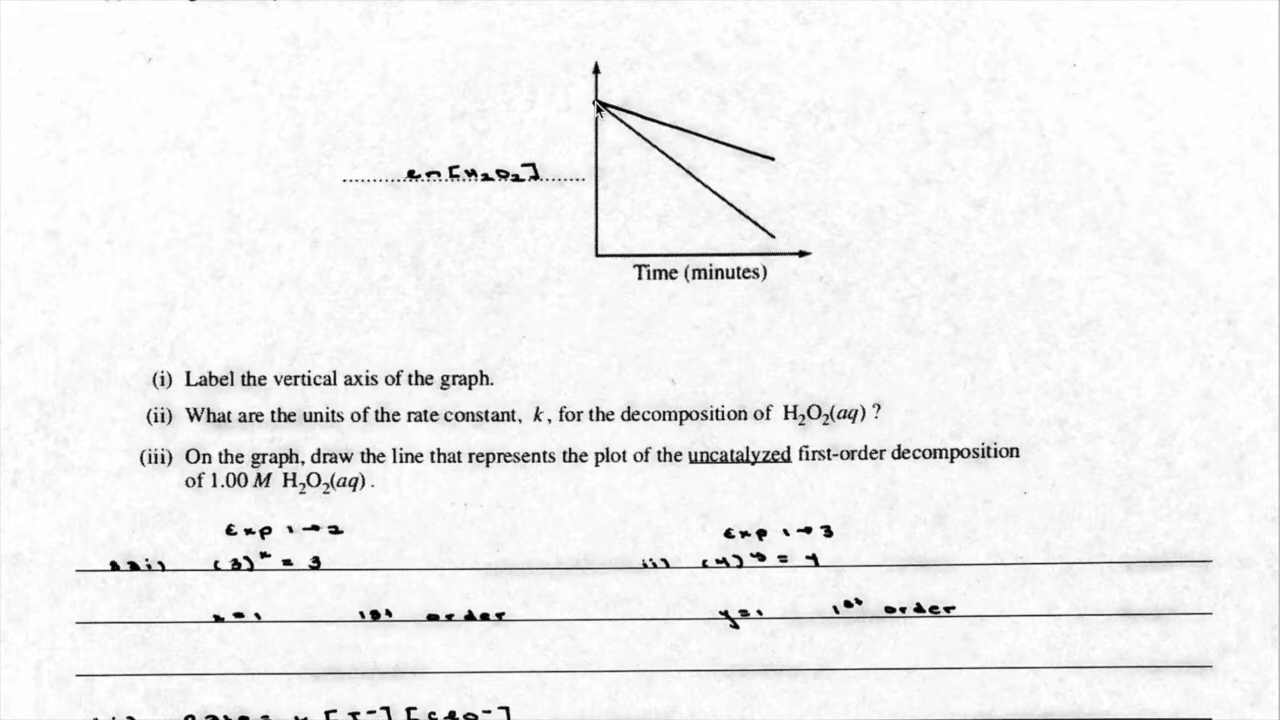 ln[H₂O₂]
Time (minutes)
(i) Label the vertical axis of the graph.
(ii) What are the units of the rate constant, k, for the decomposition of H₂O₂(aq) ?
(iii) On the graph, draw the line that represents the plot of the uncatalyzed first-order decomposition
of 1.00 M H₂O₂(aq).
Exp 1→2 Exp 1→3
(3)ˣ = 3 ii) (4)ʸ = 4
x=1 1st order y=1 1st order
[I⁻]